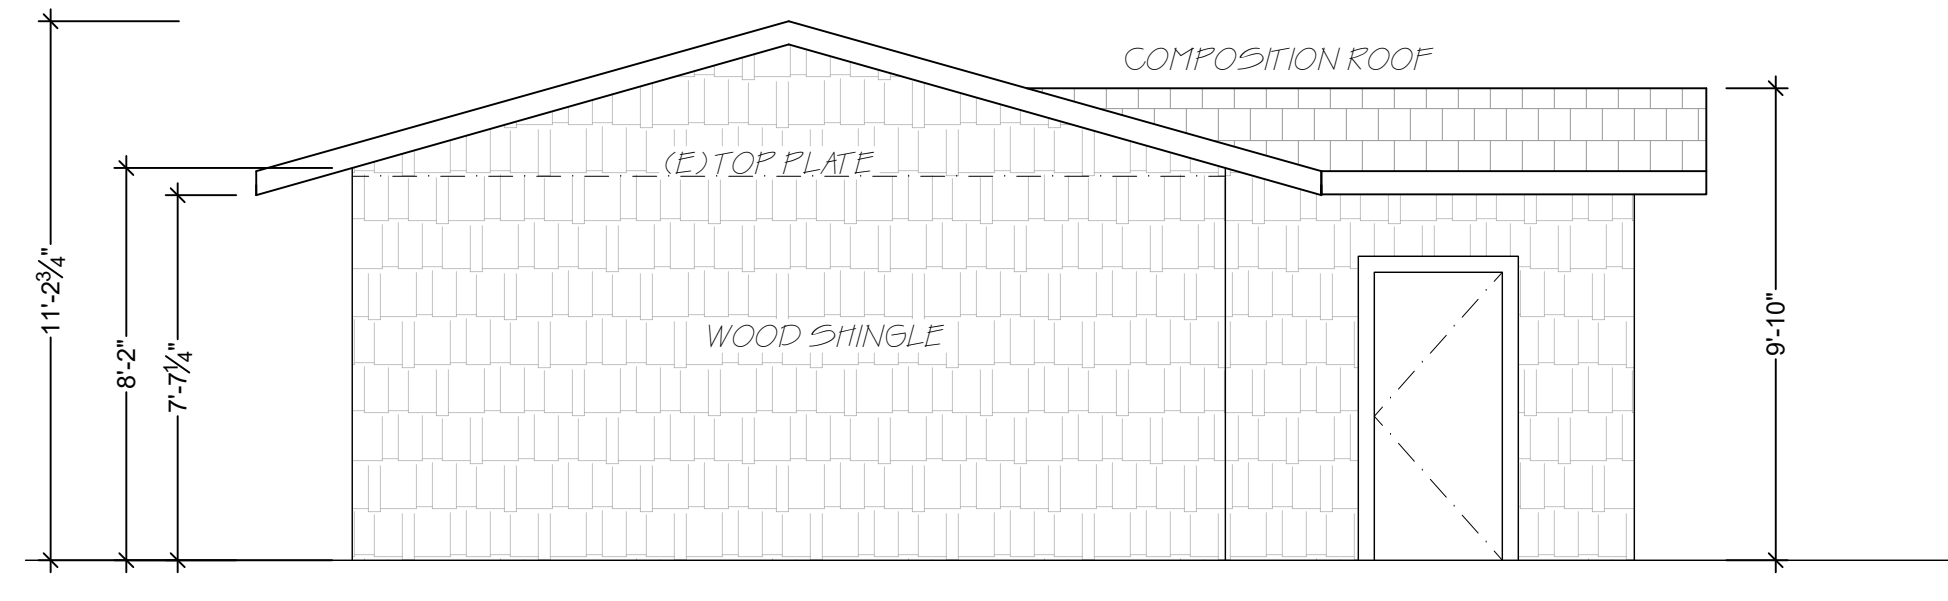 COMPOSITION ROOF
(E) TOP PLATE
WOOD SHINGLE
11'-2¾"
8'-2"
7'-7¼"
9'-10"